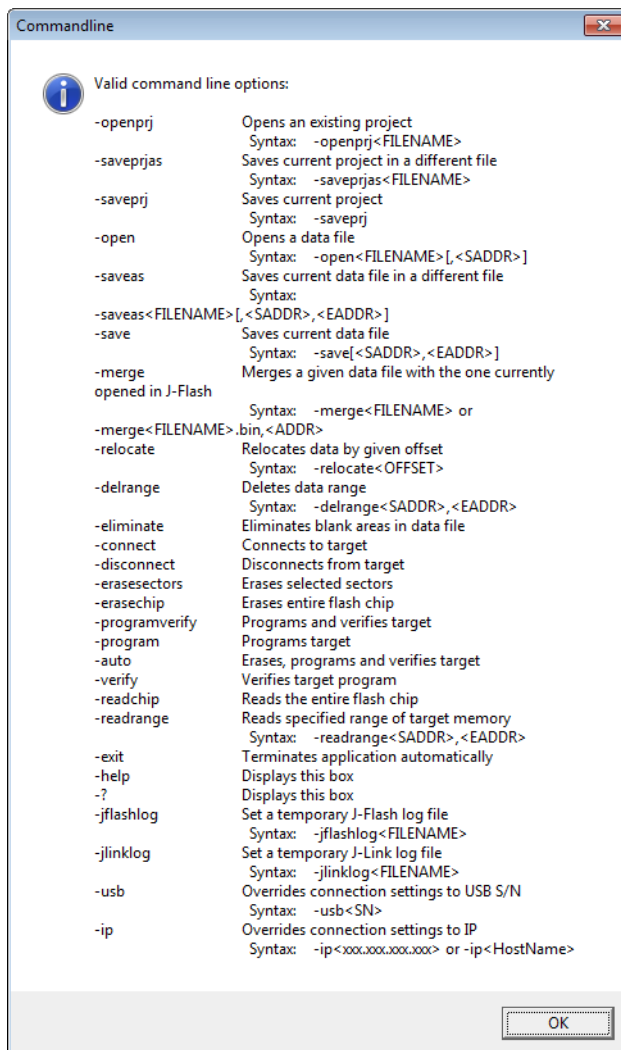 Commandline
Valid command line options:
-openprj Opens an existing project
Syntax: -openprj<FILENAME>
-saveprjas Saves current project in a different file
Syntax: -saveprjas<FILENAME>
-saveprj Saves current project
Syntax: -saveprj
-open Opens a data file
Syntax: -open<FILENAME>[,<SADDR>]
-saveas Saves current data file in a different file
Syntax:
-saveas<FILENAME>[,<SADDR>,<EADDR>]
-save Saves current data file
Syntax: -save[<SADDR>,<EADDR>]
-merge Merges a given data file with the one currently
opened in J-Flash
Syntax: -merge<FILENAME> or
-merge<FILENAME>.bin,<ADDR>
-relocate Relocates data by given offset
Syntax: -relocate<OFFSET>
-delrange Deletes data range
Syntax: -delrange<SADDR>,<EADDR>
-eliminate Eliminates blank areas in data file
-connect Connects to target
-disconnect Disconnects from target
-erasesectors Erases selected sectors
-erasechip Erases entire flash chip
-programverify Programs and verifies target
-program Programs target
-auto Erases, programs and verifies target
-verify Verifies target program
-readchip Reads the entire flash chip
-readrange Reads specified range of target memory
Syntax: -readrange<SADDR>,<EADDR>
-exit Terminates application automatically
-help Displays this box
-? Displays this box
-jflashlog Set a temporary J-Flash log file
Syntax: -jflashlog<FILENAME>
-jlinklog Set a temporary J-Link log file
Syntax: -jlinklog<FILENAME>
-usb Overrides connection settings to USB S/N
Syntax: -usb<SN>
-ip Overrides connection settings to IP
Syntax: -ip<xxx.xxx.xxx.xxx> or -ip<HostName>
OK